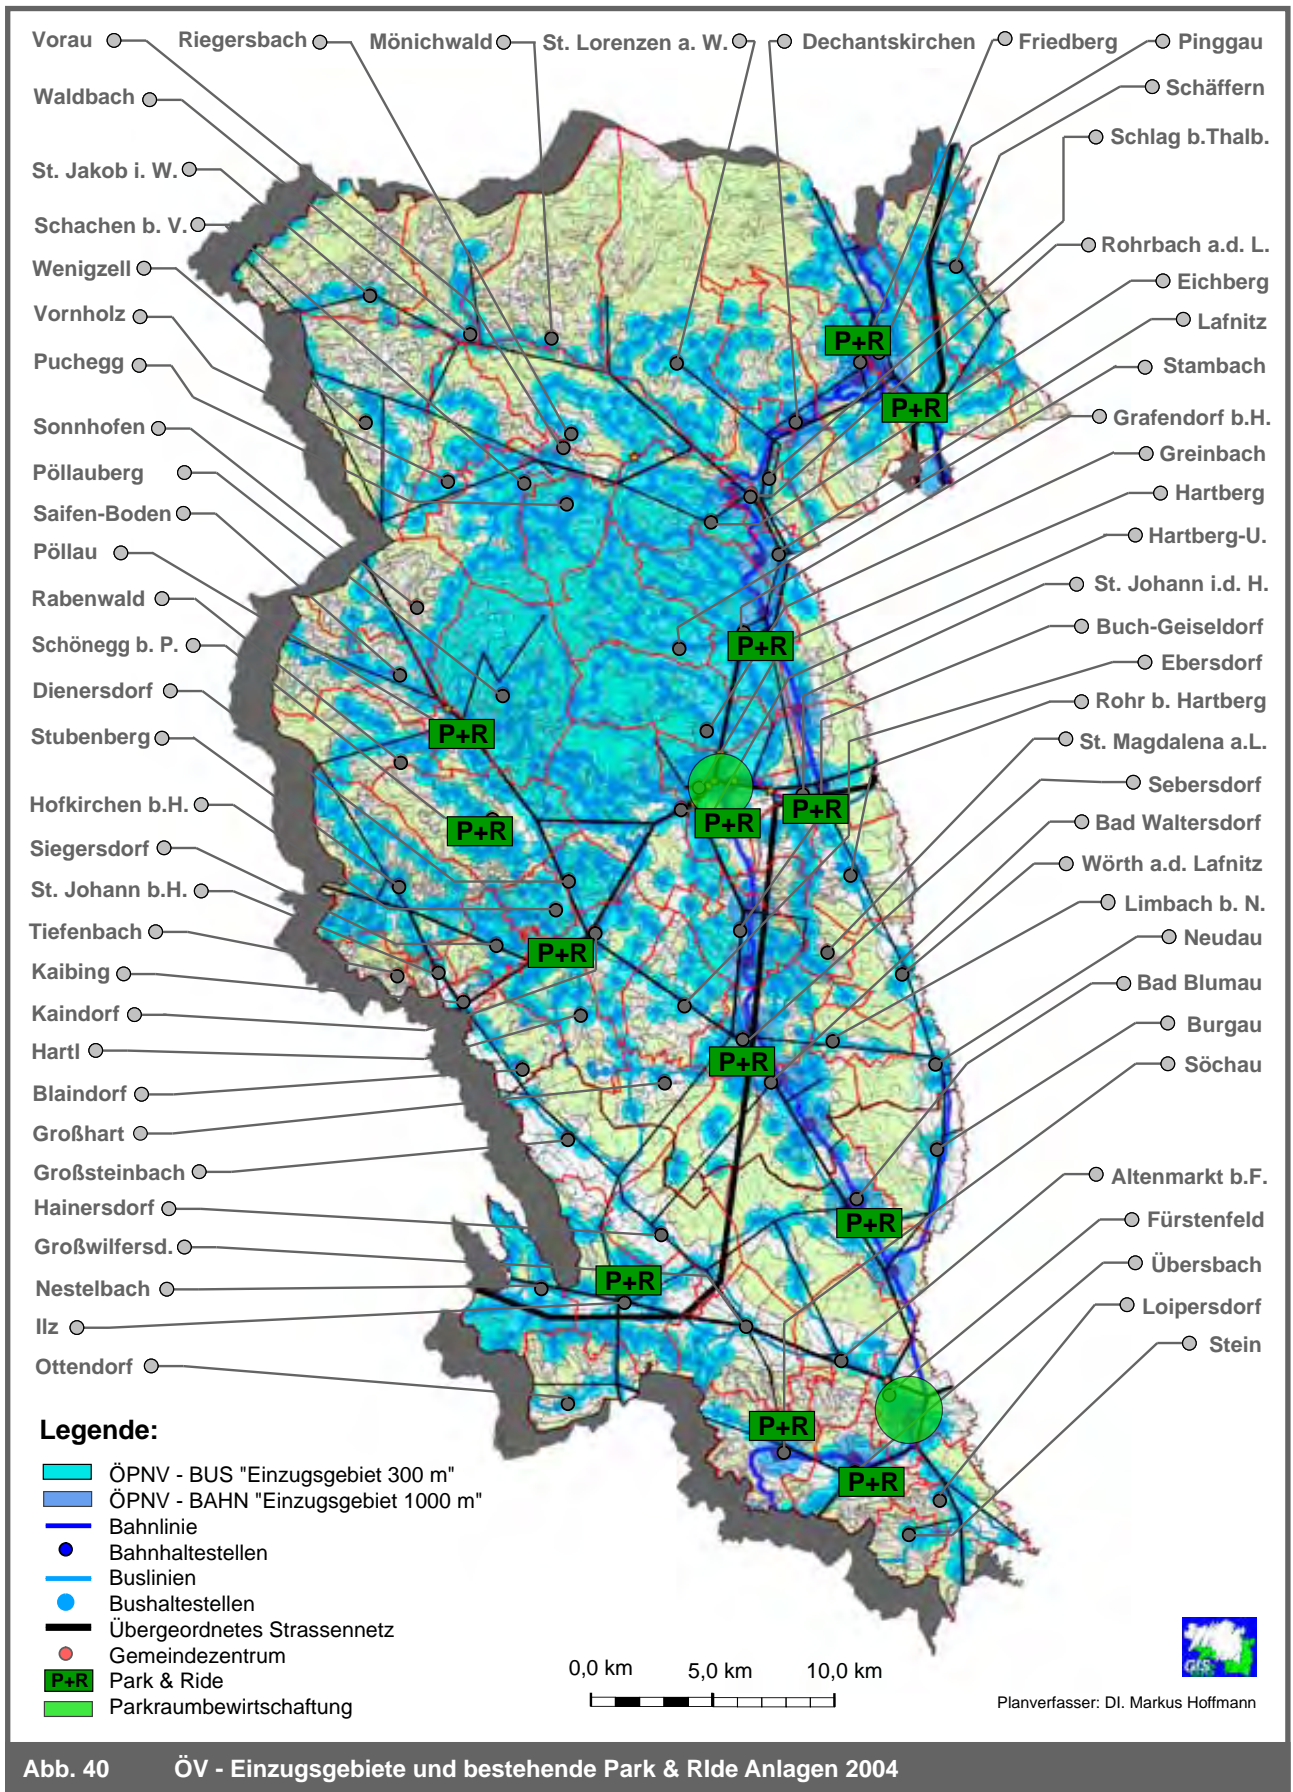 Vorau
Riegersbach
Mönichwald
St. Lorenzen a. W.
Dechantskirchen
Friedberg
Pinggau
Waldbach
Schäffern
St. Jakob i. W.
Schlag b.Thalb.
Schachen b. V.
Rohrbach a.d. L.
Wenigzell
Eichberg
Vornholz
Lafnitz
Puchegg
Stambach
Sonnhofen
Grafendorf b.H.
Pöllauberg
Greinbach
Saifen-Boden
Hartberg
Pöllau
Hartberg-U.
Rabenwald
St. Johann i.d. H.
Schönegg b. P.
Buch-Geiseldorf
Dienersdorf
Ebersdorf
Stubenberg
Rohr b. Hartberg
Hofkirchen b.H.
St. Magdalena a.L.
Siegersdorf
Sebersdorf
St. Johann b.H.
Bad Waltersdorf
Tiefenbach
Wörth a.d. Lafnitz
Kaibing
Limbach b. N.
Kaindorf
Neudau
Hartl
Bad Blumau
Blaindorf
Burgau
Großhart
Söchau
Großsteinbach
Altenmarkt b.F.
Hainersdorf
Fürstenfeld
Großwilfersd.
Übersbach
Nestelbach
Loipersdorf
Ilz
Stein
Ottendorf
P+R
P+R
P+R
P+R
P+R
P+R
P+R
P+R
P+R
P+R
P+R
P+R
P+R
Legende:
ÖPNV - BUS "Einzugsgebiet 300 m"
ÖPNV - BAHN "Einzugsgebiet 1000 m"
Bahnlinie
Bahnhaltestellen
Buslinien
Bushaltestellen
Übergeordnetes Strassennetz
Gemeindezentrum
P+R Park & Ride
Parkraumbewirtschaftung
0,0 km 5,0 km 10,0 km
GIS
Planverfasser: DI. Markus Hoffmann
Abb. 40 ÖV - Einzugsgebiete und bestehende Park & RIde Anlagen 2004